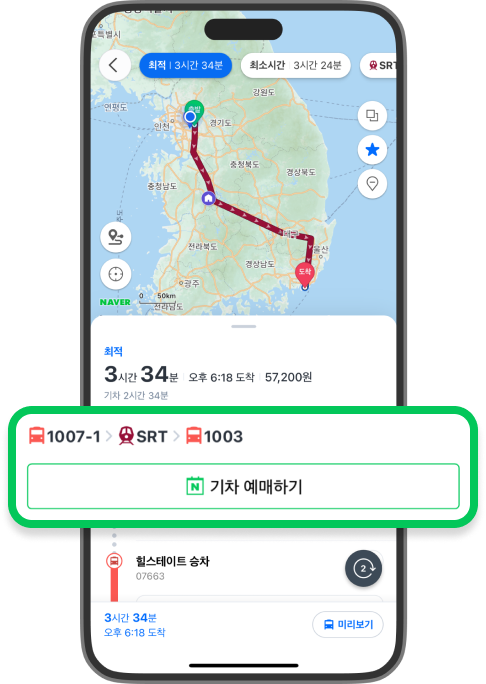 최적 | 3시간 34분
최소시간 | 3시간 24분
SRT
강원도
연평도
출발
인천
경기도
충청북도
충청남도
경상북도
대구
전라북도
울산
경상남도
도착
광주
NAVER
0 50km
전라남도
최적
3시간 34분 | 오후 6:18 도착 | 57,200원
기차 2시간 34분
1007-1 > SRT > 1003
N 기차 예매하기
힐스테이트 승차
07663
2
3시간 34분
오후 6:18 도착
미리보기